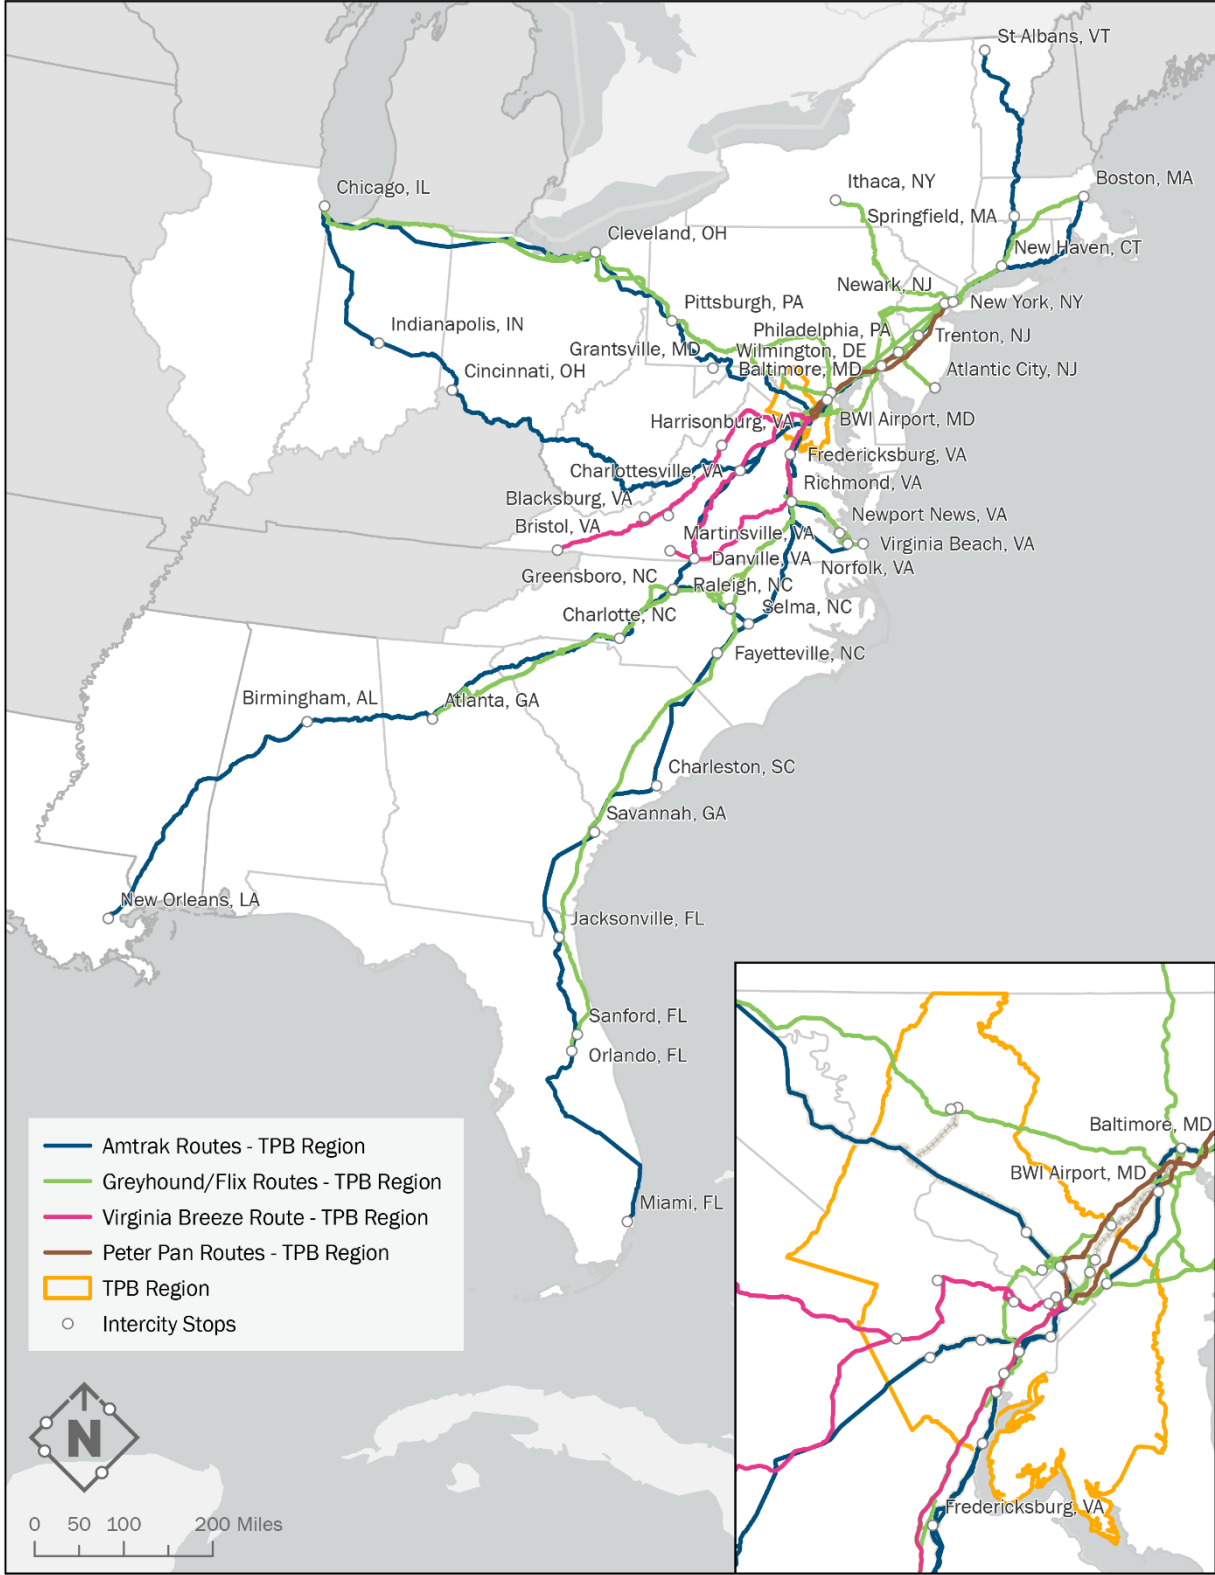 St Albans, VT
Chicago, IL
Ithaca, NY
Boston, MA
Springfield, MA
Cleveland, OH
New Haven, CT
Newark, NJ
New York, NY
Pittsburgh, PA
Indianapolis, IN
Philadelphia, PA
Trenton, NJ
Grantsville, MD
Wilmington, DE
Cincinnati, OH
Baltimore, MD
Atlantic City, NJ
Harrisonburg, VA
BWI Airport, MD
Fredericksburg, VA
Charlottesville, VA
Richmond, VA
Blacksburg, VA
Newport News, VA
Bristol, VA
Martinsville, VA
Virginia Beach, VA
Danville, VA
Norfolk, VA
Greensboro, NC
Raleigh, NC
Charlotte, NC
Selma, NC
Fayetteville, NC
Birmingham, AL
Atlanta, GA
Charleston, SC
Savannah, GA
New Orleans, LA
Jacksonville, FL
Sanford, FL
Orlando, FL
Miami, FL
Amtrak Routes - TPB Region
Greyhound/Flix Routes - TPB Region
Virginia Breeze Route - TPB Region
Peter Pan Routes - TPB Region
TPB Region
Intercity Stops
N
0 50 100 200 Miles
Baltimore, MD
BWI Airport, MD
Fredericksburg, VA